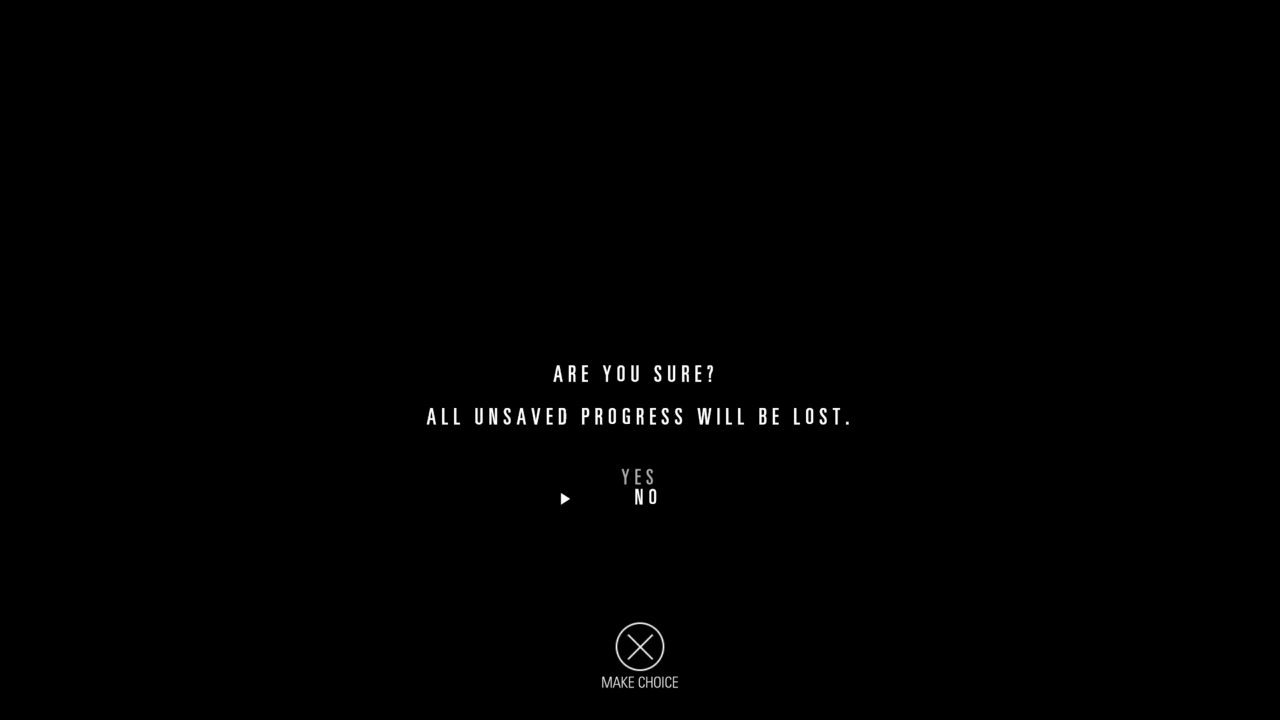 ARE YOU SURE?
ALL UNSAVED PROGRESS WILL BE LOST.
YES
NO
MAKE CHOICE